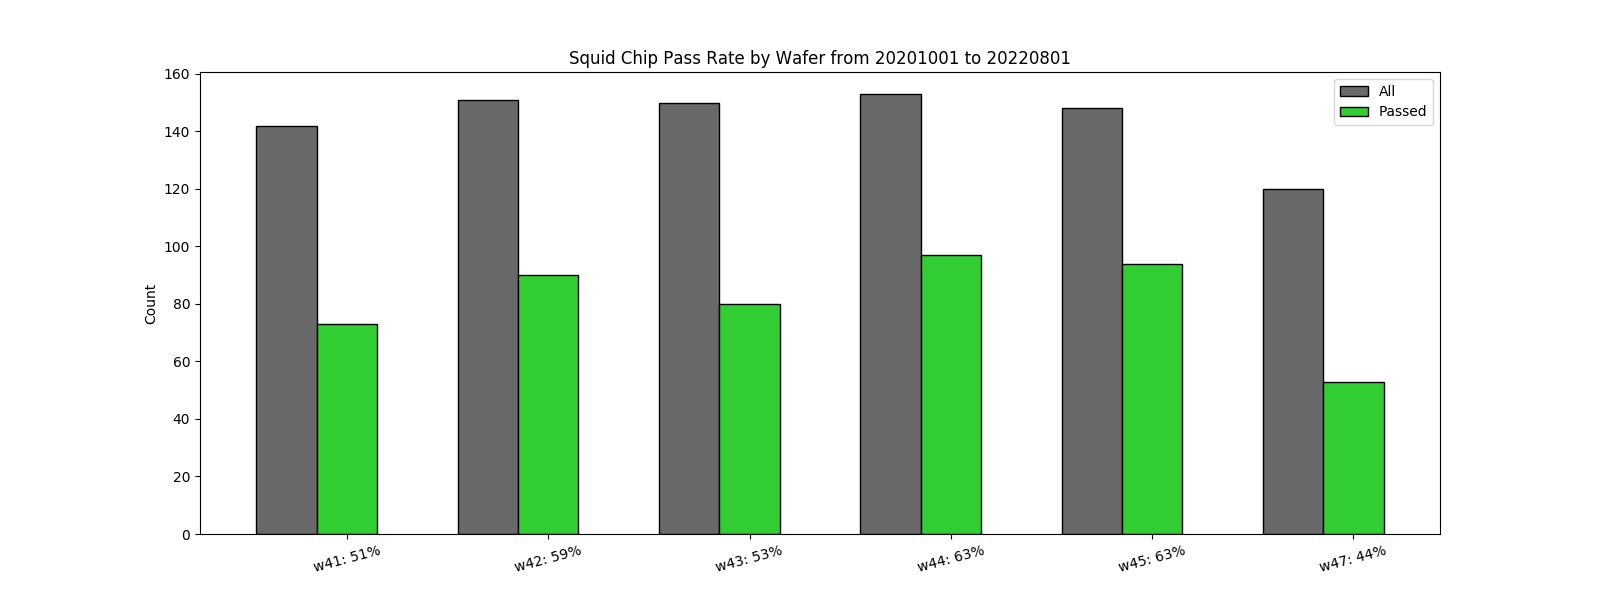 Squid Chip Pass Rate by Wafer from 20201001 to 20220801
160
140
120
100
80
60
40
20
0
Count
All
Passed
w41: 51%
w42: 59%
w43: 53%
w44: 63%
w45: 63%
w47: 44%